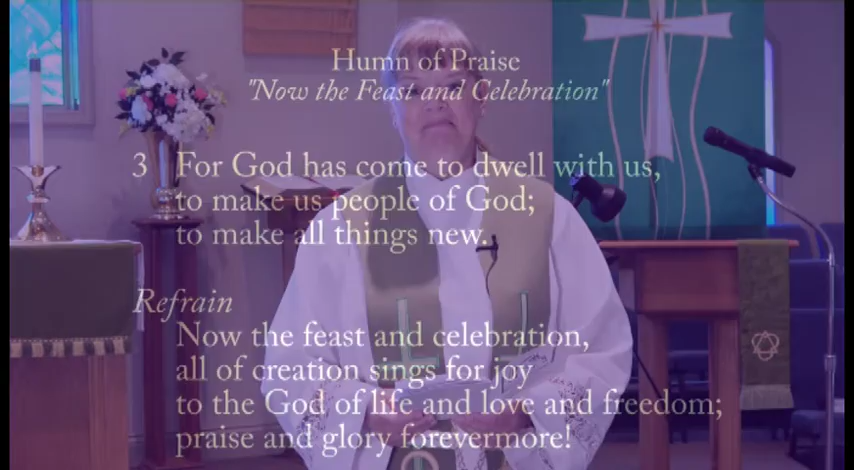 Humn of Praise
"Now the Feast and Celebration"
3 For God has come to dwell with us,
to make us people of God;
to make all things new.
Refrain
Now the feast and celebration,
all of creation sings for joy
to the God of life and love and freedom;
praise and glory forevermore!